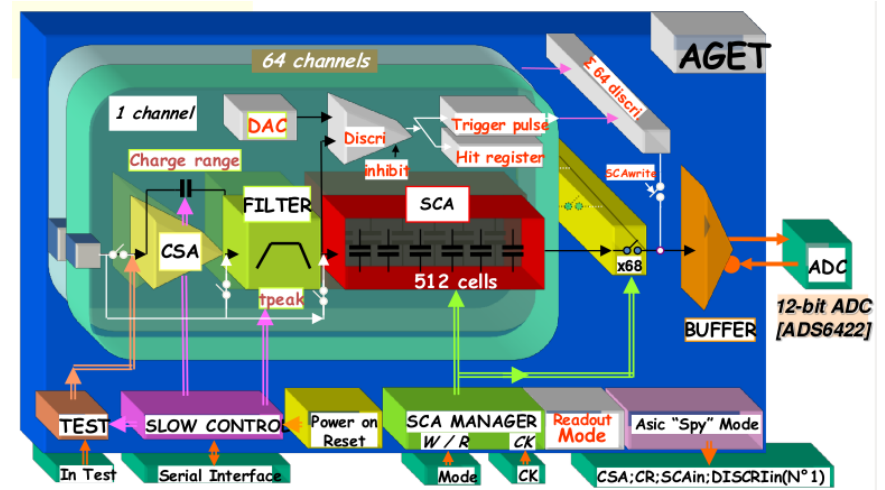 64 channels
AGET
1 channel
Σ 64 discri
DAC
Discri
Trigger pulse
Hit register
inhibit
Charge range
SCAwrite
FILTER
SCA
CSA
512 cells
x68
tpeak
ADC
BUFFER
12-bit ADC
[ADS6422]
TEST
SLOW CONTROL
Power on
Reset
SCA MANAGER
W / R
CK
Readout
Mode
Asic “Spy” Mode
In Test
Serial Interface
Mode
CK
CSA;CR;SCAin;DISCRIin(N°1)